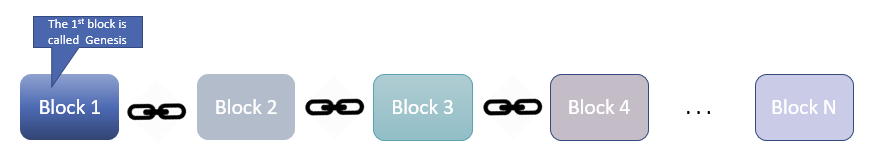 The 1st block is
called Genesis
Block 1
Block 2
Block 3
Block 4
. . .
Block N